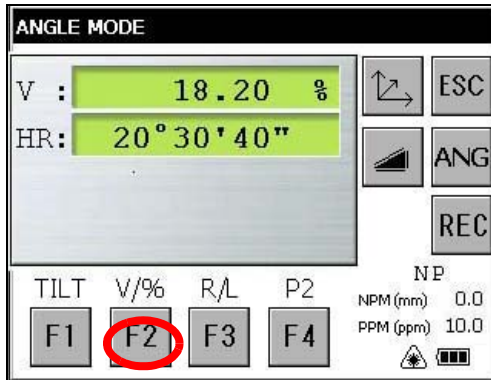 ANGLE MODE
V : 18.20 %
HR: 20°30'40"
ESC
ANG
REC
TILT V/% R/L P2
F1 F2 F3 F4
NP
NPM (mm) 0.0
PPM (ppm) 10.0